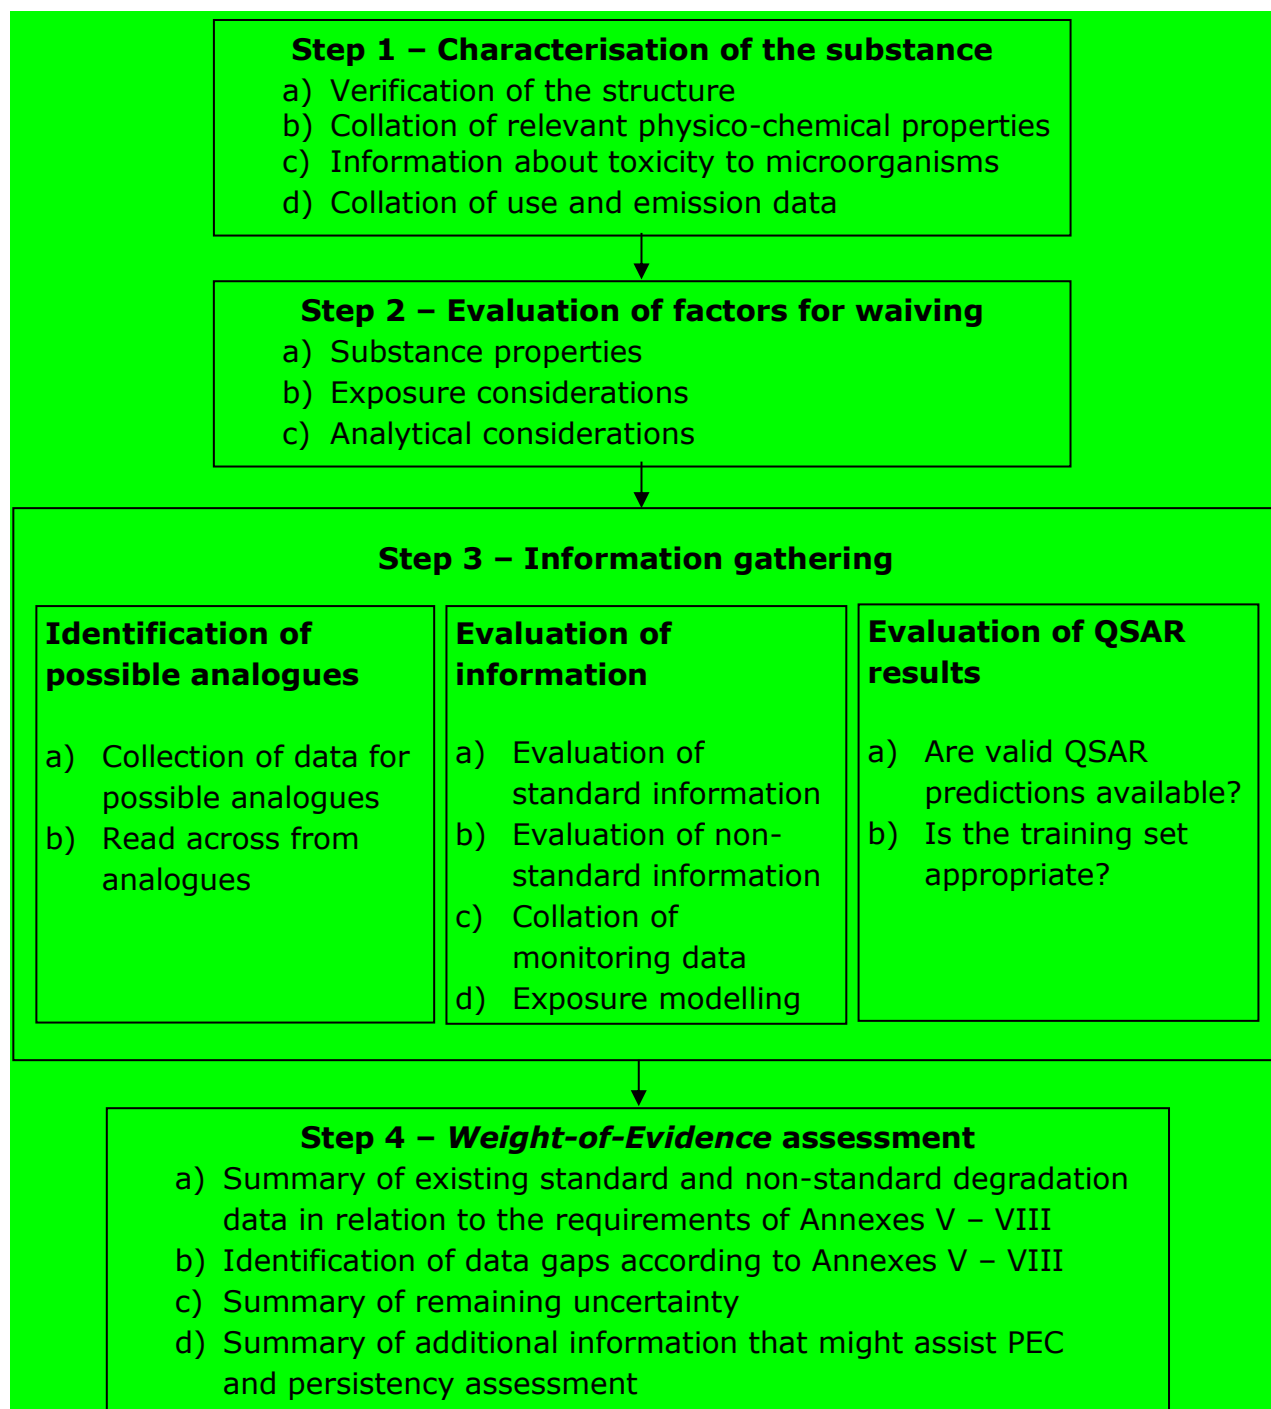 Step 1 – Characterisation of the substance
a) Verification of the structure
b) Collation of relevant physico-chemical properties
c) Information about toxicity to microorganisms
d) Collation of use and emission data
Step 2 – Evaluation of factors for waiving
a) Substance properties
b) Exposure considerations
c) Analytical considerations
Step 3 – Information gathering
Identification of
possible analogues
a) Collection of data for
possible analogues
b) Read across from
analogues
Evaluation of
information
a) Evaluation of
standard information
b) Evaluation of non-
standard information
c) Collation of
monitoring data
d) Exposure modelling
Evaluation of QSAR
results
a) Are valid QSAR
predictions available?
b) Is the training set
appropriate?
Step 4 – Weight-of-Evidence assessment
a) Summary of existing standard and non-standard degradation
data in relation to the requirements of Annexes V – VIII
b) Identification of data gaps according to Annexes V – VIII
c) Summary of remaining uncertainty
d) Summary of additional information that might assist PEC
and persistency assessment